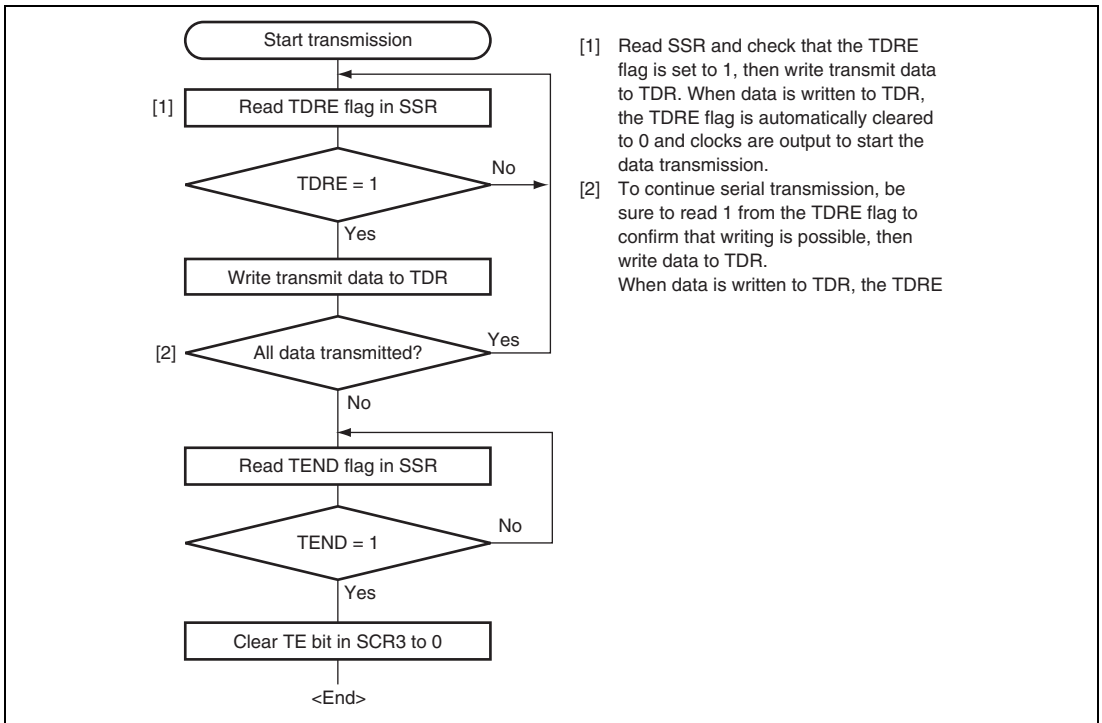 Start transmission
[1]
Read TDRE flag in SSR
TDRE = 1
No
Yes
Write transmit data to TDR
[2]
All data transmitted?
Yes
No
Read TEND flag in SSR
TEND = 1
No
Yes
Clear TE bit in SCR3 to 0
<End>
[1] Read SSR and check that the TDRE
flag is set to 1, then write transmit data
to TDR. When data is written to TDR,
the TDRE flag is automatically cleared
to 0 and clocks are output to start the
data transmission.
[2] To continue serial transmission, be
sure to read 1 from the TDRE flag to
confirm that writing is possible, then
write data to TDR.
When data is written to TDR, the TDRE